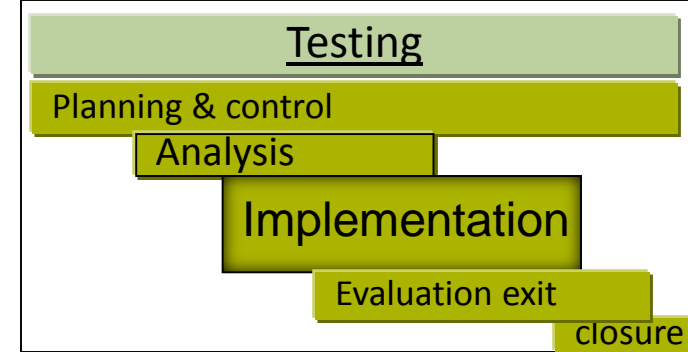 Testing
Planning & control
Analysis
Implementation
Evaluation exit
closure